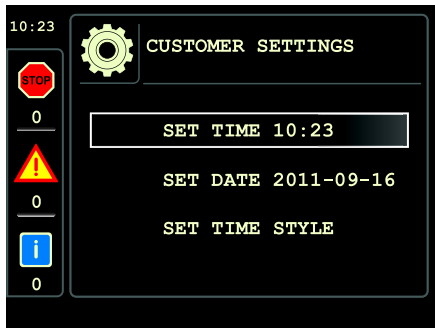 10:23
STOP
0
!
0
i
0
CUSTOMER SETTINGS
SET TIME 10:23
SET DATE 2011-09-16
SET TIME STYLE